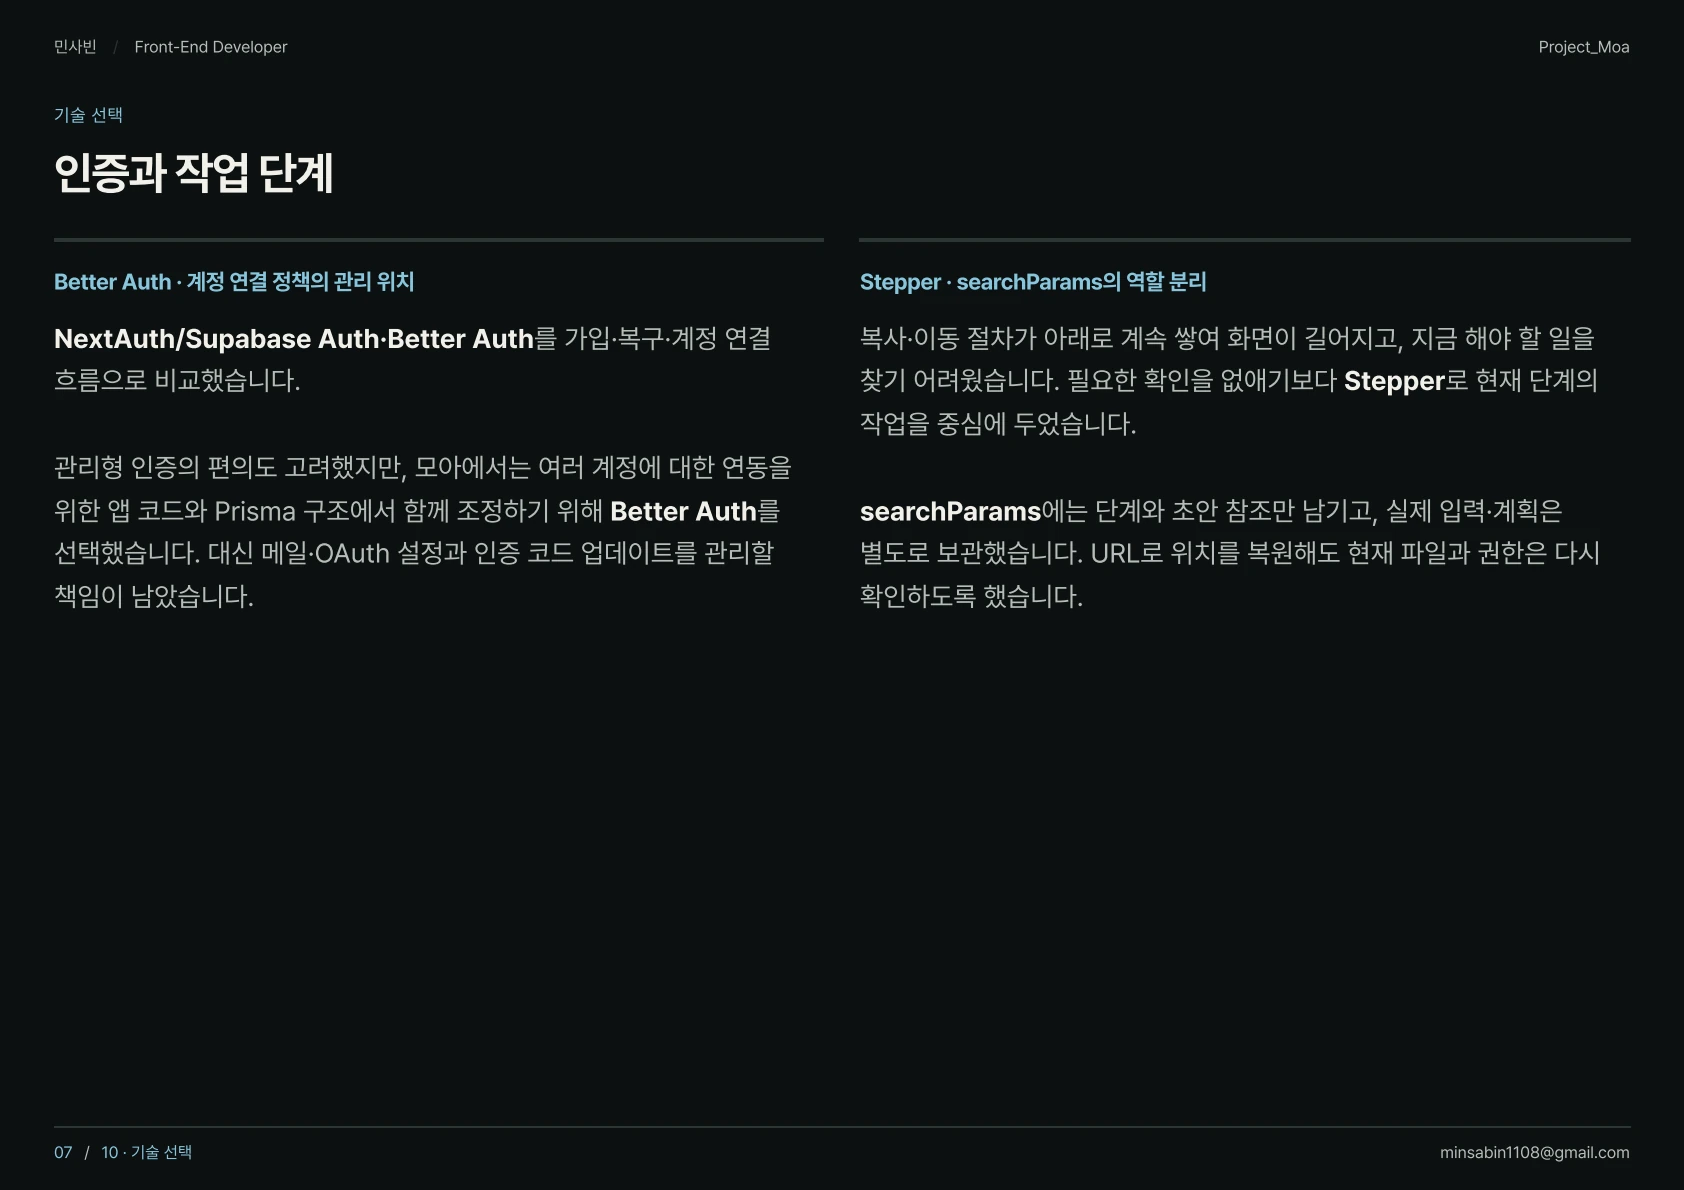 민사빈 / Front-End Developer
Project_Moa
기술 선택
인증과 작업 단계
Better Auth · 계정 연결 정책의 관리 위치
NextAuth/Supabase Auth·Better Auth를 가입·복구·계정 연결
흐름으로 비교했습니다.
관리형 인증의 편의도 고려했지만, 모아에서는 여러 계정에 대한 연동을
위한 앱 코드와 Prisma 구조에서 함께 조정하기 위해 Better Auth를
선택했습니다. 대신 메일·OAuth 설정과 인증 코드 업데이트를 관리할
책임이 남았습니다.
Stepper · searchParams의 역할 분리
복사·이동 절차가 아래로 계속 쌓여 화면이 길어지고, 지금 해야 할 일을
찾기 어려웠습니다. 필요한 확인을 없애기보다 Stepper로 현재 단계의
작업을 중심에 두었습니다.
searchParams에는 단계와 초안 참조만 남기고, 실제 입력·계획은
별도로 보관했습니다. URL로 위치를 복원해도 현재 파일과 권한은 다시
확인하도록 했습니다.
07 / 10 · 기술 선택
minsabin1108@gmail.com